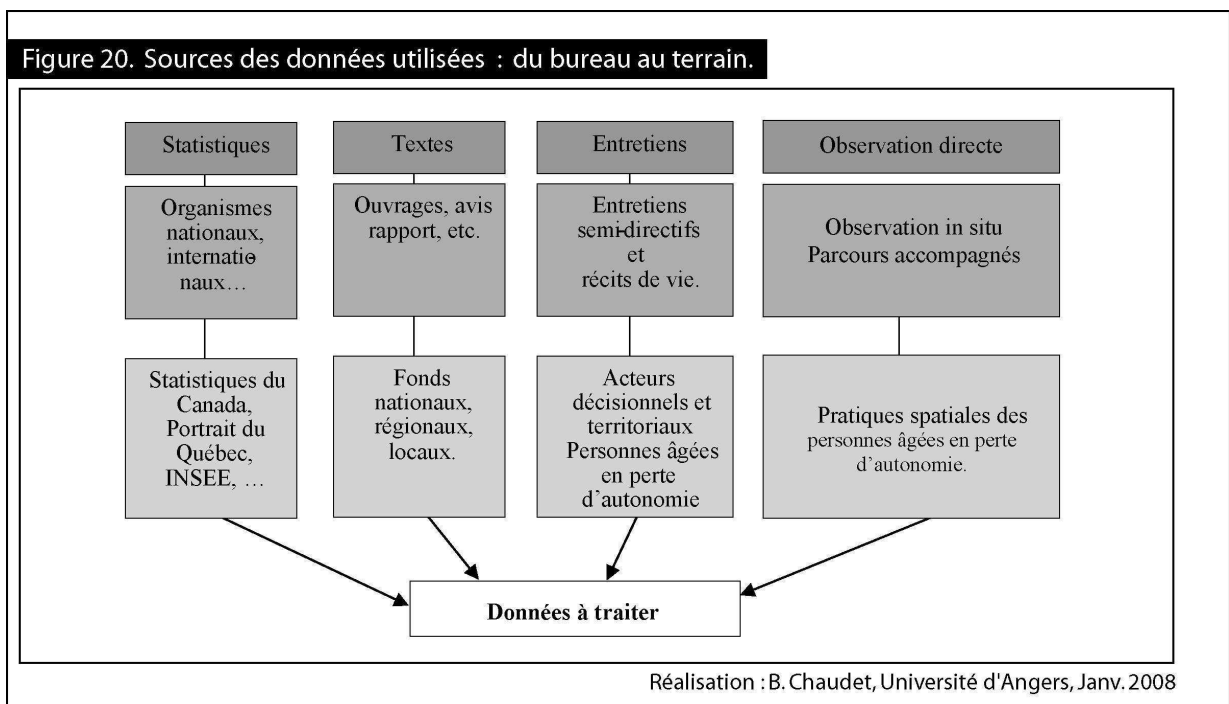 Figure 20. Sources des données utilisées : du bureau au terrain.
Statistiques
Organismes
nationaux,
internatio-
naux…
Statistiques du
Canada,
Portrait du
Québec,
INSEE, …
Textes
Ouvrages, avis
rapport, etc.
Fonds
nationaux,
régionaux,
locaux.
Entretiens
Entretiens
semi-directifs
et
récits de vie.
Acteurs
décisionnels et
territoriaux
Personnes âgées
en perte
d’autonomie
Observation directe
Observation in situ
Parcours accompagnés
Pratiques spatiales des
personnes âgées en perte
d’autonomie.
Données à traiter
Réalisation : B. Chaudet, Université d'Angers, Janv. 2008